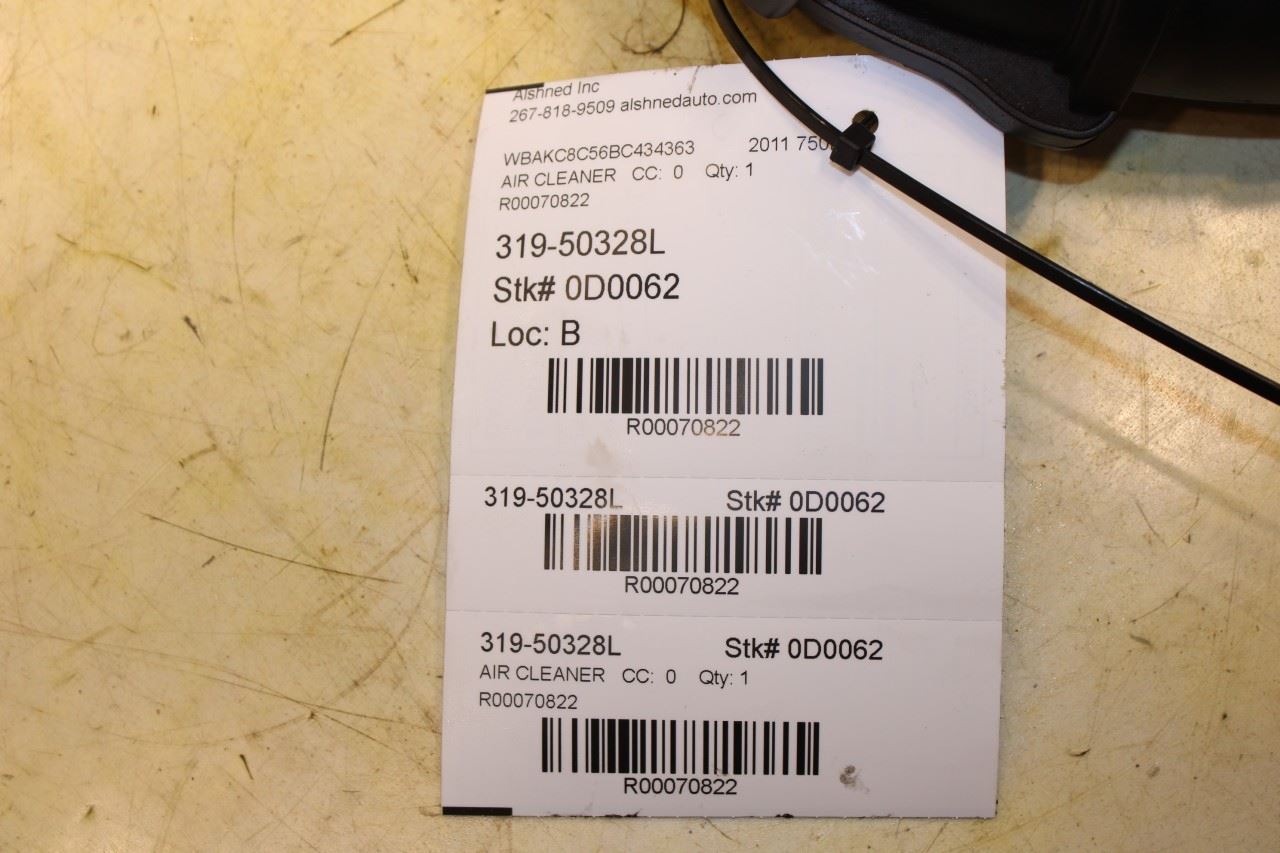 Alshned Inc
267-818-9509 alshnedauto.com
WBAKC8C56BC434363 2011 750
AIR CLEANER CC: 0 Qty: 1
R00070822
319-50328L
Stk# 0D0062
Loc: B
R00070822
319-50328L Stk# 0D0062
R00070822
319-50328L Stk# 0D0062
AIR CLEANER CC: 0 Qty: 1
R00070822
R00070822